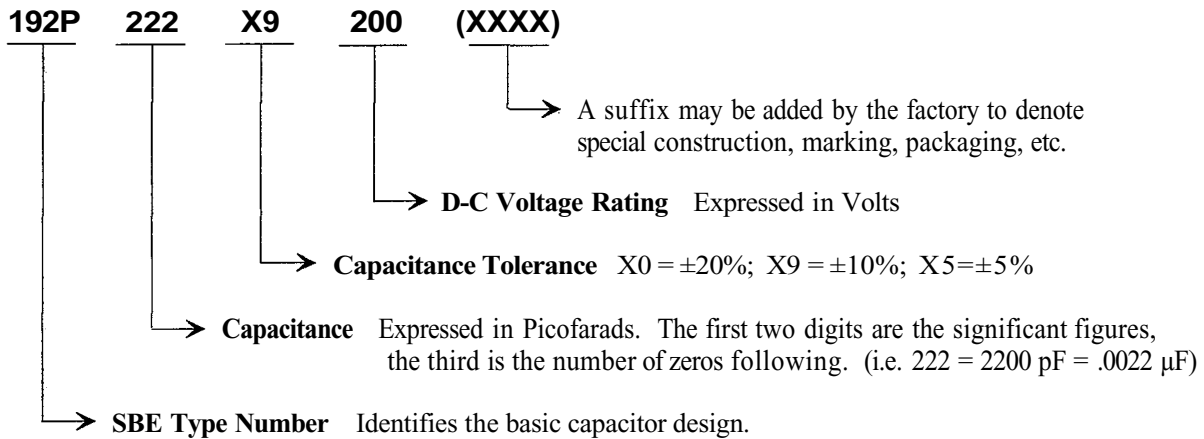 192P 222 X9 200 (XXXX)
A suffix may be added by the factory to denote
special construction, marking, packaging, etc.
D-C Voltage Rating Expressed in Volts
Capacitance Tolerance X0 = ±20%; X9 = ±10%; X5=±5%
Capacitance Expressed in Picofarads. The first two digits are the significant figures,
the third is the number of zeros following. (i.e. 222 = 2200 pF = .0022 μF)
SBE Type Number Identifies the basic capacitor design.